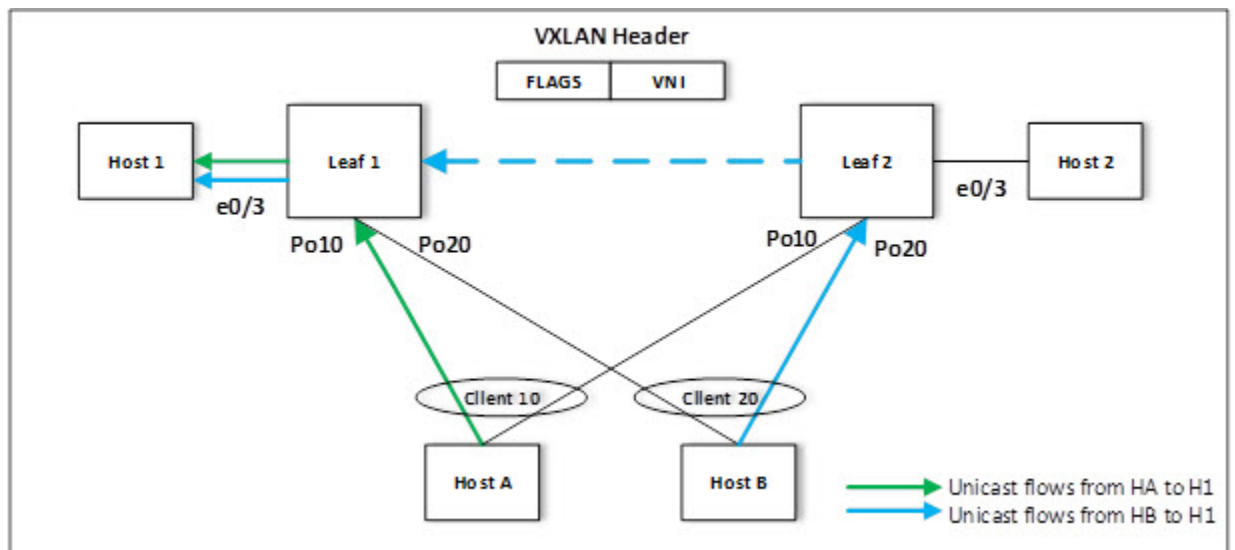 VXLAN Header
FLAGS VNI
Host 1
Leaf 1
Leaf 2
Host 2
e0/3
e0/3
Po10
Po20
Po10
Po20
Client 10
Client 20
Host A
Host B
Unicast flows from HA to H1
Unicast flows from HB to H1